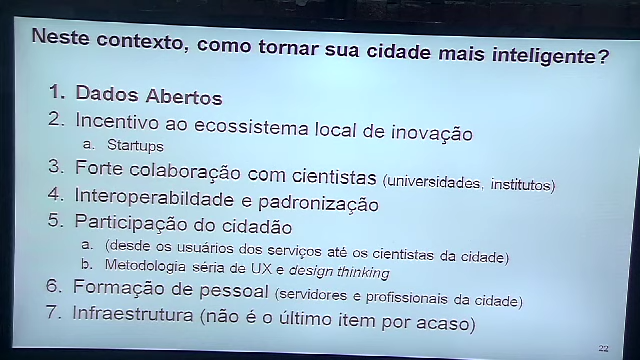 Neste contexto, como tornar sua cidade mais inteligente?
1. Dados Abertos
2. Incentivo ao ecossistema local de inovação
a. Startups
3. Forte colaboração com cientistas (universidades, institutos)
4. Interoperabildade e padronização
5. Participação do cidadão
a. (desde os usuários dos serviços até os cientistas da cidade)
b. Metodologia séria de UX e design thinking
6. Formação de pessoal (servidores e profissionais da cidade)
7. Infraestrutura (não é o último item por acaso)
22